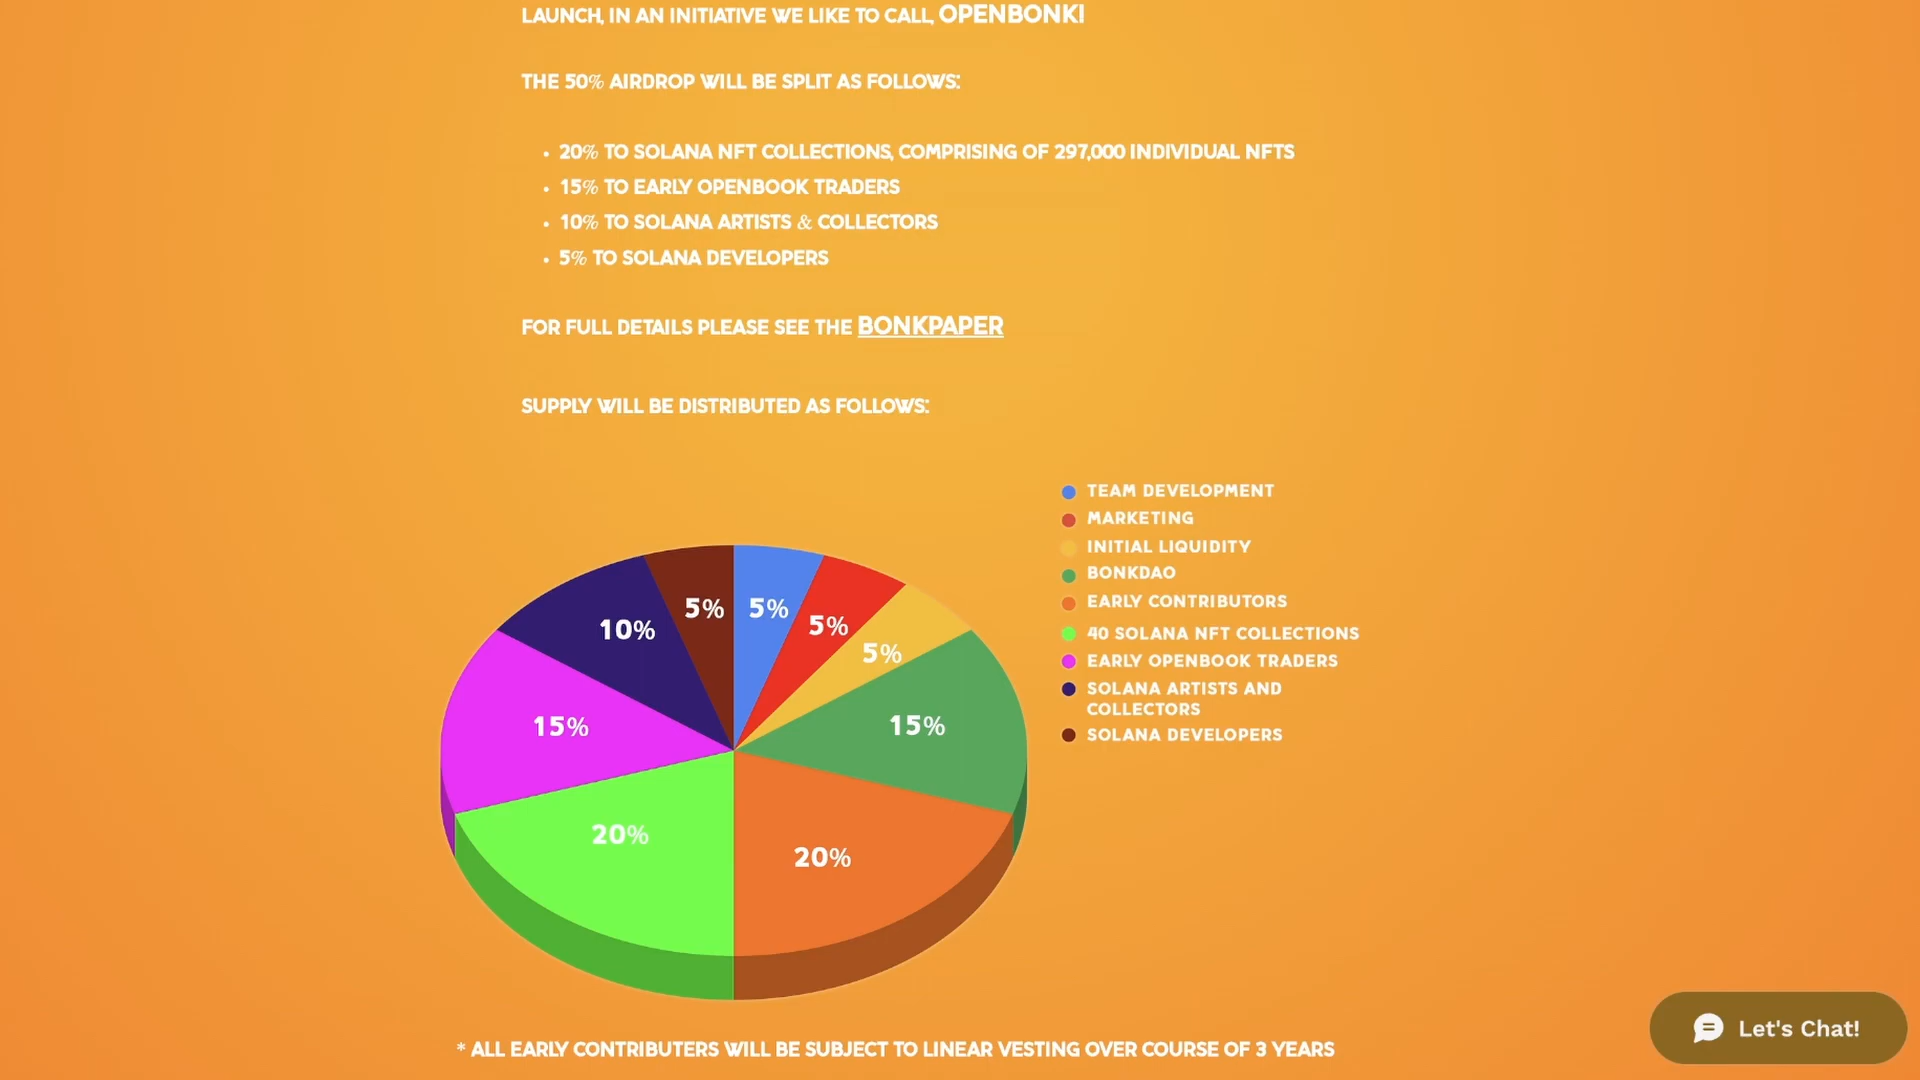 LAUNCH, IN AN INITIATIVE WE LIKE TO CALL, OPENBONK!
THE 50% AIRDROP WILL BE SPLIT AS FOLLOWS:
• 20% TO SOLANA NFT COLLECTIONS, COMPRISING OF 297,000 INDIVIDUAL NFTS
• 15% TO EARLY OPENBOOK TRADERS
• 10% TO SOLANA ARTISTS & COLLECTORS
• 5% TO SOLANA DEVELOPERS
FOR FULL DETAILS PLEASE SEE THE BONKPAPER
SUPPLY WILL BE DISTRIBUTED AS FOLLOWS:
TEAM DEVELOPMENT
MARKETING
INITIAL LIQUIDITY
BONKDAO
EARLY CONTRIBUTORS
40 SOLANA NFT COLLECTIONS
EARLY OPENBOOK TRADERS
SOLANA ARTISTS AND
COLLECTORS
SOLANA DEVELOPERS
5%
5%
5%
5%
10%
15%
15%
20%
20%
* ALL EARLY CONTRIBUTERS WILL BE SUBJECT TO LINEAR VESTING OVER COURSE OF 3 YEARS
Let's Chat!